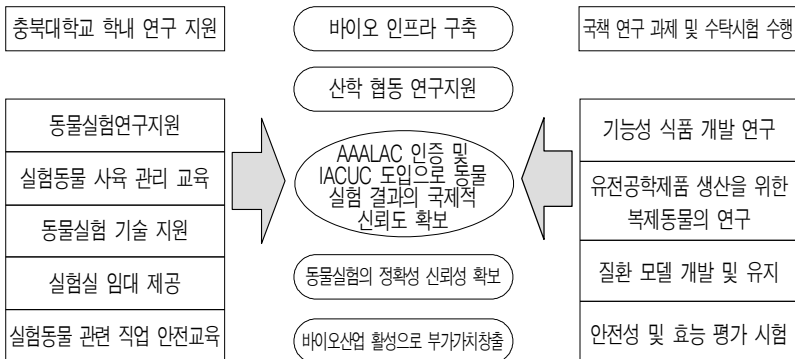 충북대학교 학내 연구 지원
동물실험연구지원
실험동물 사육 관리 교육
동물실험 기술 지원
실험실 임대 제공
실험동물 관련 직업 안전교육
바이오 인프라 구축
산학 협동 연구지원
AAALAC 인증 및
IACUC 도입으로 동물
실험 결과의 국제적
신뢰도 확보
동물실험의 정확성 신뢰성 확보
바이오산업 활성으로 부가가치창출
국책 연구 과제 및 수탁시험 수행
기능성 식품 개발 연구
유전공학제품 생산을 위한
복제동물의 연구
질환 모델 개발 및 유지
안전성 및 효능 평가 시험